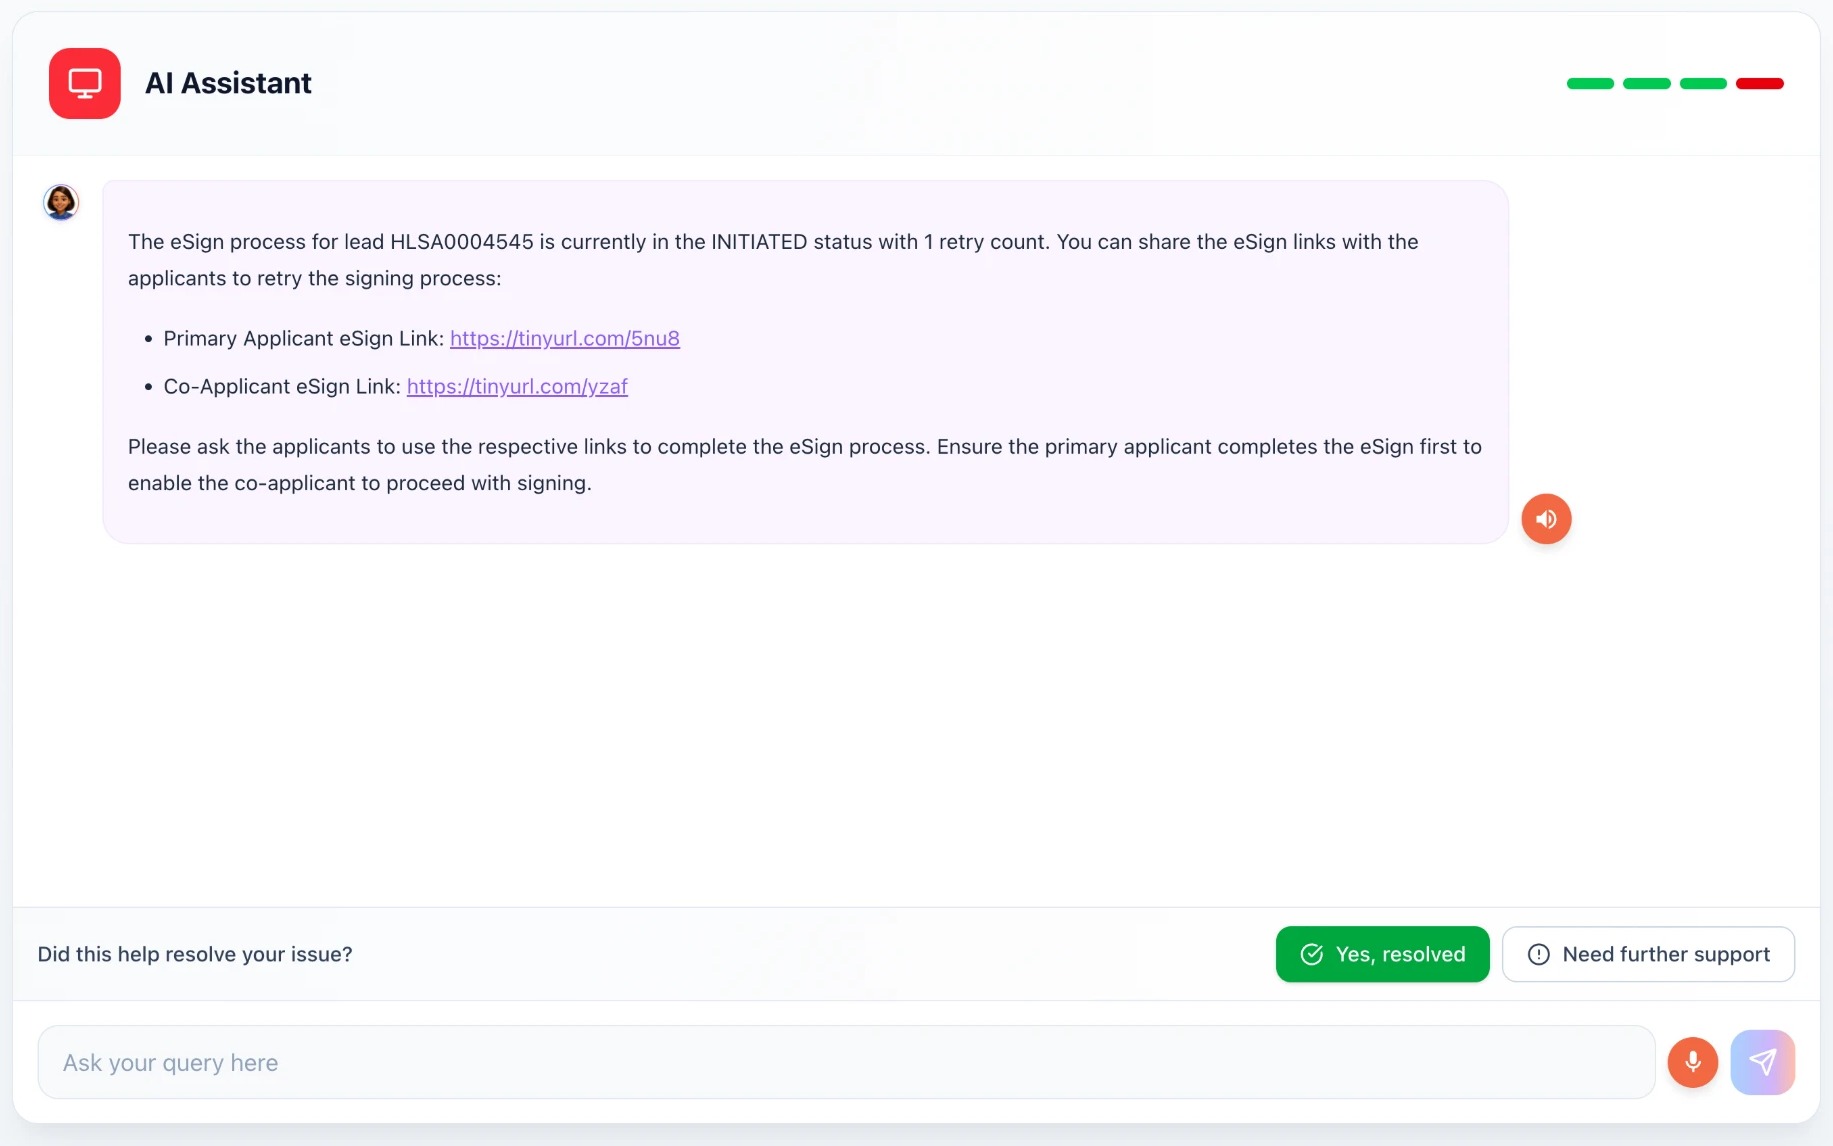 AI Assistant
The eSign process for lead HLSA0004545 is currently in the INITIATED status with 1 retry count. You can share the eSign links with the
applicants to retry the signing process:
• Primary Applicant eSign Link: https://tinyurl.com/5nu8
• Co-Applicant eSign Link: https://tinyurl.com/yzaf
Please ask the applicants to use the respective links to complete the eSign process. Ensure the primary applicant completes the eSign first to
enable the co-applicant to proceed with signing.
Did this help resolve your issue?
Yes, resolved
Need further support
Ask your query here